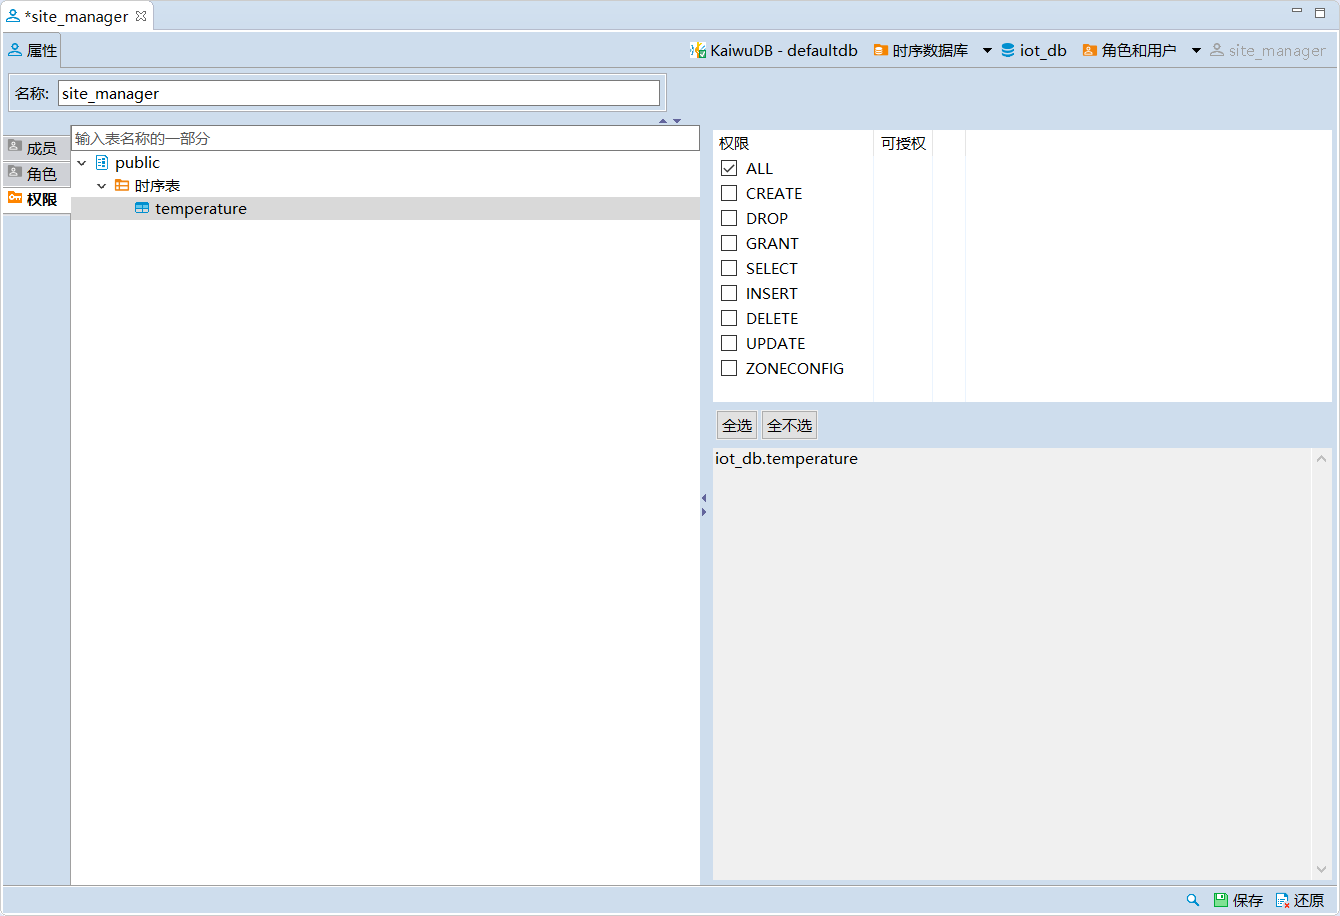 *site_manager
属性
KaiwuDB - defaultdb 时序数据库 iot_db 角色和用户 site_manager
名称: site_manager
成员
角色
权限
输入表名称的一部分
public
时序表
temperature
权限 可授权
ALL
CREATE
DROP
GRANT
SELECT
INSERT
DELETE
UPDATE
ZONECONFIG
全选 全不选
iot_db.temperature
保存 还原